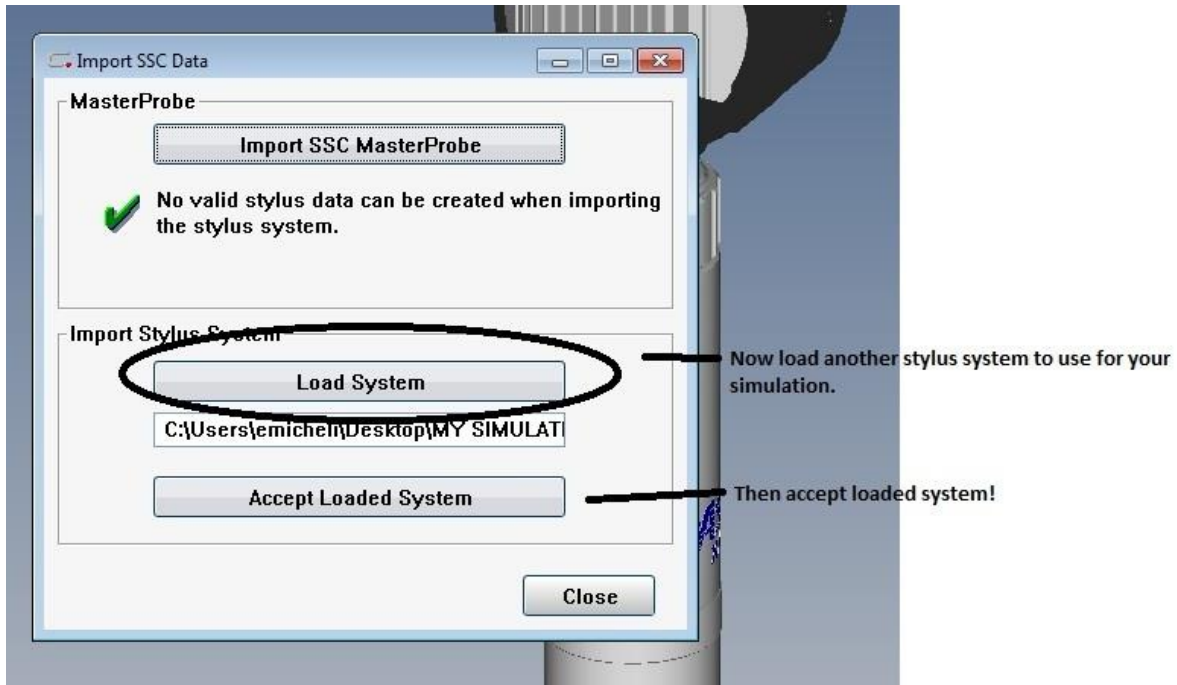 Import SSC Data
MasterProbe
Import SSC MasterProbe
No valid stylus data can be created when importing
the stylus system.
Import Stylus System
Load System
Now load another stylus system to use for your
simulation.
C:\Users\emicheli\Desktop\MY SIMULATI
Accept Loaded System
Then accept loaded system!
Close